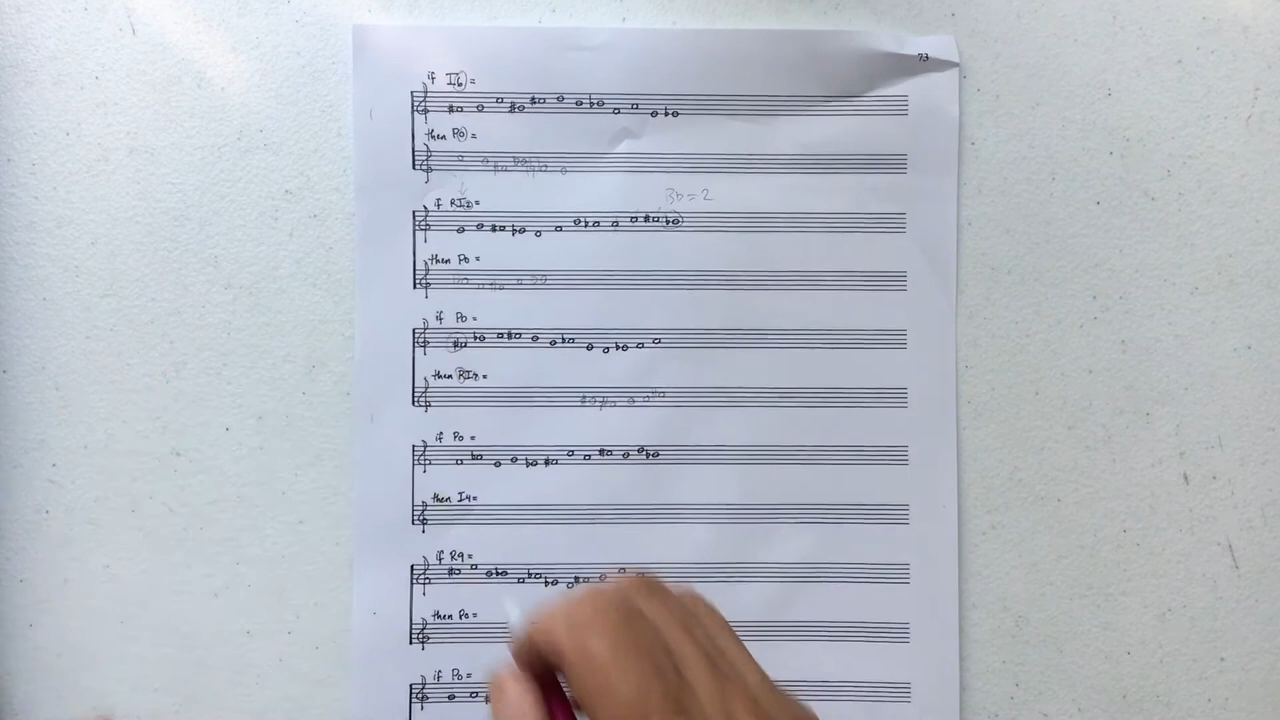 73
if I6 =
then P0 =
Bb = 2
if RI2 =
then P0 =
if P0 =
then RI7 =
if P0 =
then I4 =
if R9 =
then P0 =
if P0 =